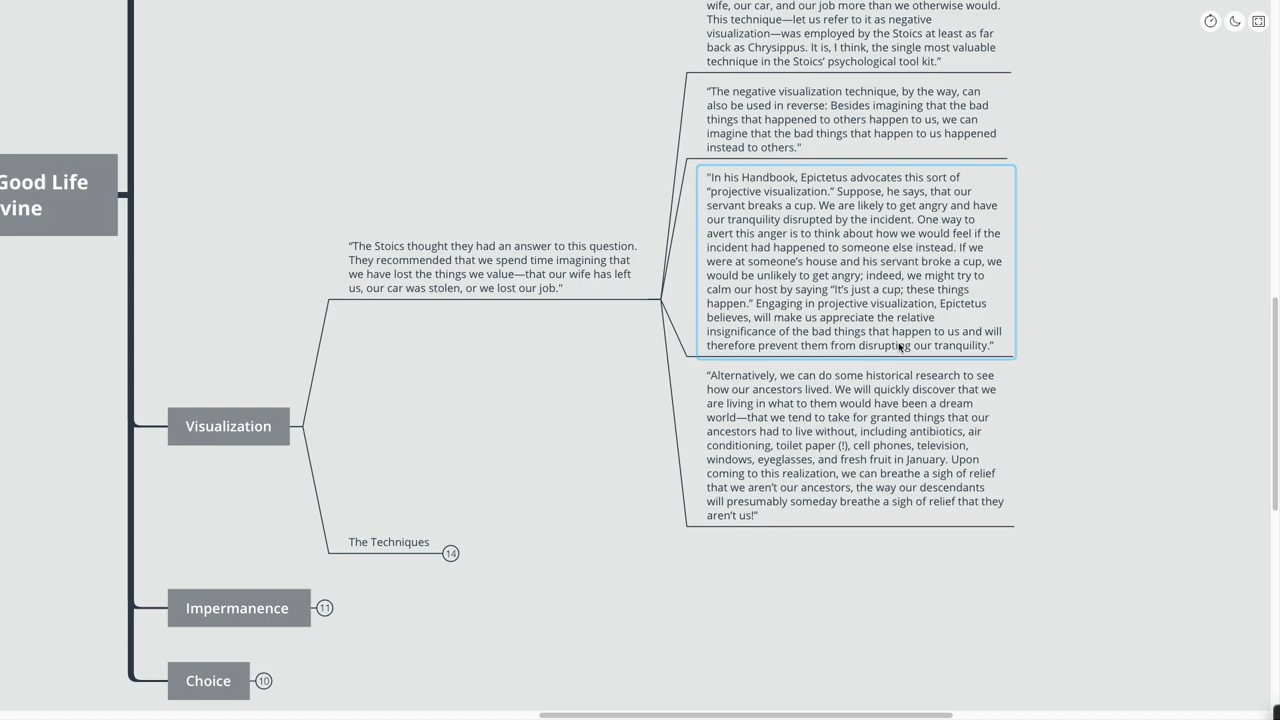 Good Life
vine
"The Stoics thought they had an answer to this question.
They recommended that we spend time imagining that
we have lost the things we value—that our wife has left
us, our car was stolen, or we lost our job."
wife, our car, and our job more than we otherwise would.
This technique—let us refer to it as negative
visualization—was employed by the Stoics at least as far
back as Chrysippus. It is, I think, the single most valuable
technique in the Stoics’ psychological tool kit.”
“The negative visualization technique, by the way, can
also be used in reverse: Besides imagining that the bad
things that happened to others happen to us, we can
imagine that the bad things that happen to us happened
instead to others."
"In his Handbook, Epictetus advocates this sort of
“projective visualization.” Suppose, he says, that our
servant breaks a cup. We are likely to get angry and have
our tranquility disrupted by the incident. One way to
avert this anger is to think about how we would feel if the
incident had happened to someone else instead. If we
were at someone’s house and his servant broke a cup, we
would be unlikely to get angry; indeed, we might try to
calm our host by saying “It’s just a cup; these things
happen.” Engaging in projective visualization, Epictetus
believes, will make us appreciate the relative
insignificance of the bad things that happen to us and will
therefore prevent them from disrupting our tranquility.”
“Alternatively, we can do some historical research to see
how our ancestors lived. We will quickly discover that we
are living in what to them would have been a dream
world—that we tend to take for granted things that our
ancestors had to live without, including antibiotics, air
conditioning, toilet paper (!), cell phones, television,
windows, eyeglasses, and fresh fruit in January. Upon
coming to this realization, we can breathe a sigh of relief
that we aren’t our ancestors, the way our descendants
will presumably someday breathe a sigh of relief that they
aren’t us!”
Visualization
The Techniques 14
Impermanence 11
Choice 10